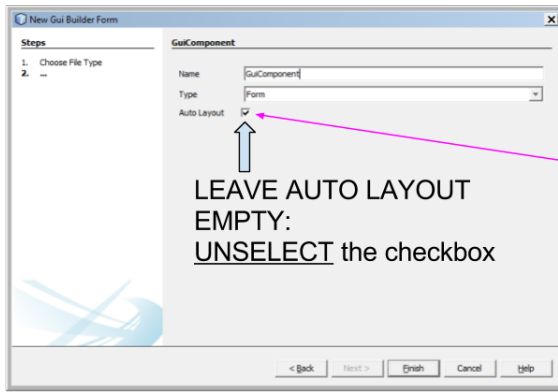 New Gui Builder Form
Steps
1. Choose File Type
2. ...
GuiComponent
Name GuiComponent
Type Form
Auto Layout
LEAVE AUTO LAYOUT
EMPTY:
UNSELECT the checkbox
< Back Next > Finish Cancel Help